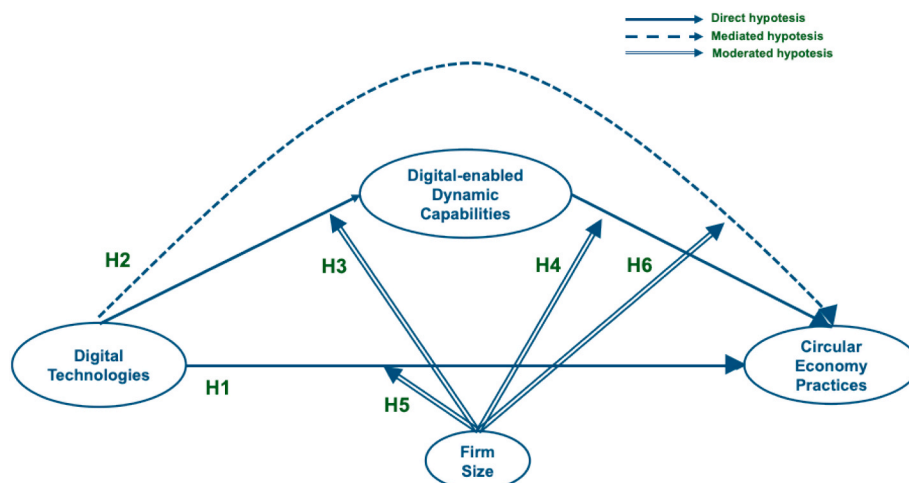 Direct hypotesis
Mediated hypotesis
Moderated hypotesis
Digital-enabled
Dynamic
Capabilities
H2
H3
H4
H6
Digital
Technologies
Circular
Economy
Practices
H1
H5
Firm
Size